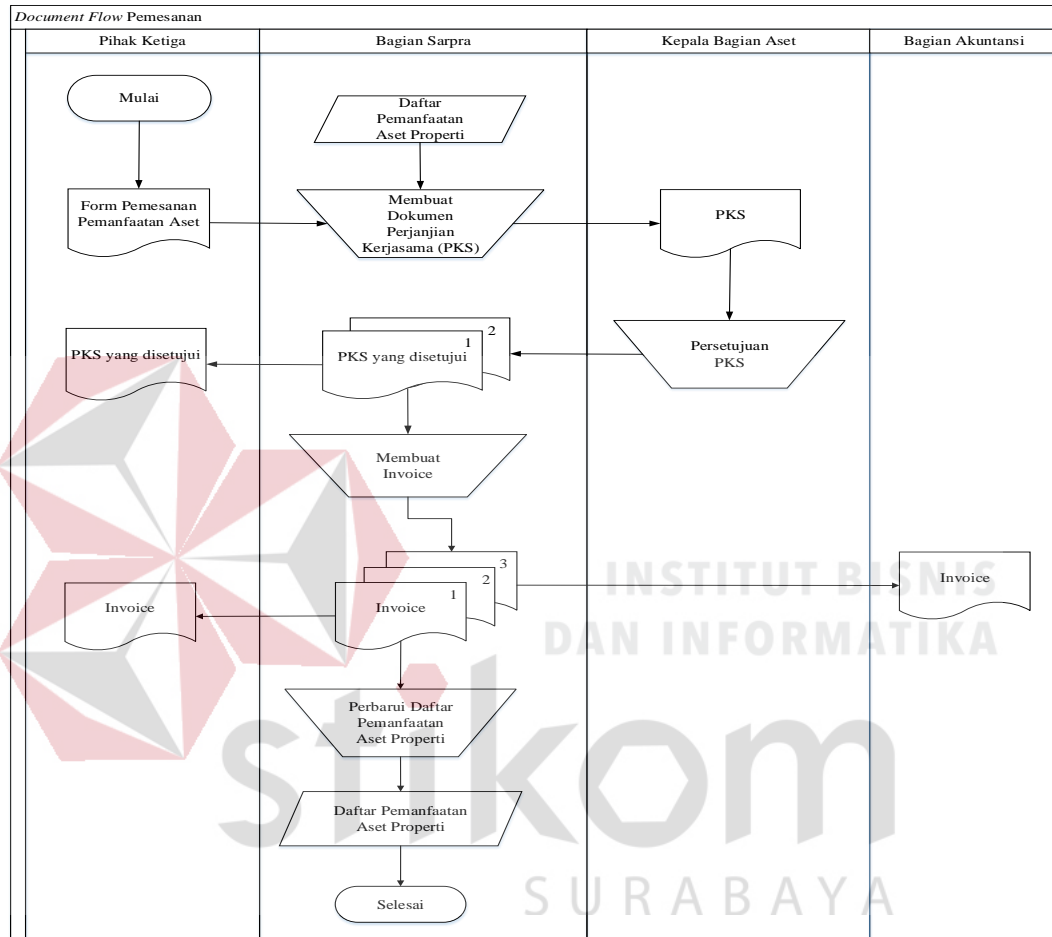 Document Flow Pemesanan
Pihak Ketiga
Bagian Sarpra
Kepala Bagian Aset
Bagian Akuntansi
Mulai
Daftar
Pemanfaatan
Aset Properti
Form Pemesanan
Pemanfaatan Aset
Membuat
Dokumen
Perjanjian
Kerjasama (PKS)
PKS
PKS yang disetujui
1
2
PKS yang disetujui
Persetujuan
PKS
Membuat
Invoice
Invoice
3
2
1
Invoice
Invoice
INSTITUT BISNIS
DAN INFORMATIKA
Perbarui Daftar
Pemanfaatan
Aset Properti
stikom
Daftar Pemanfaatan
Aset Properti
Selesai
SURABAYA